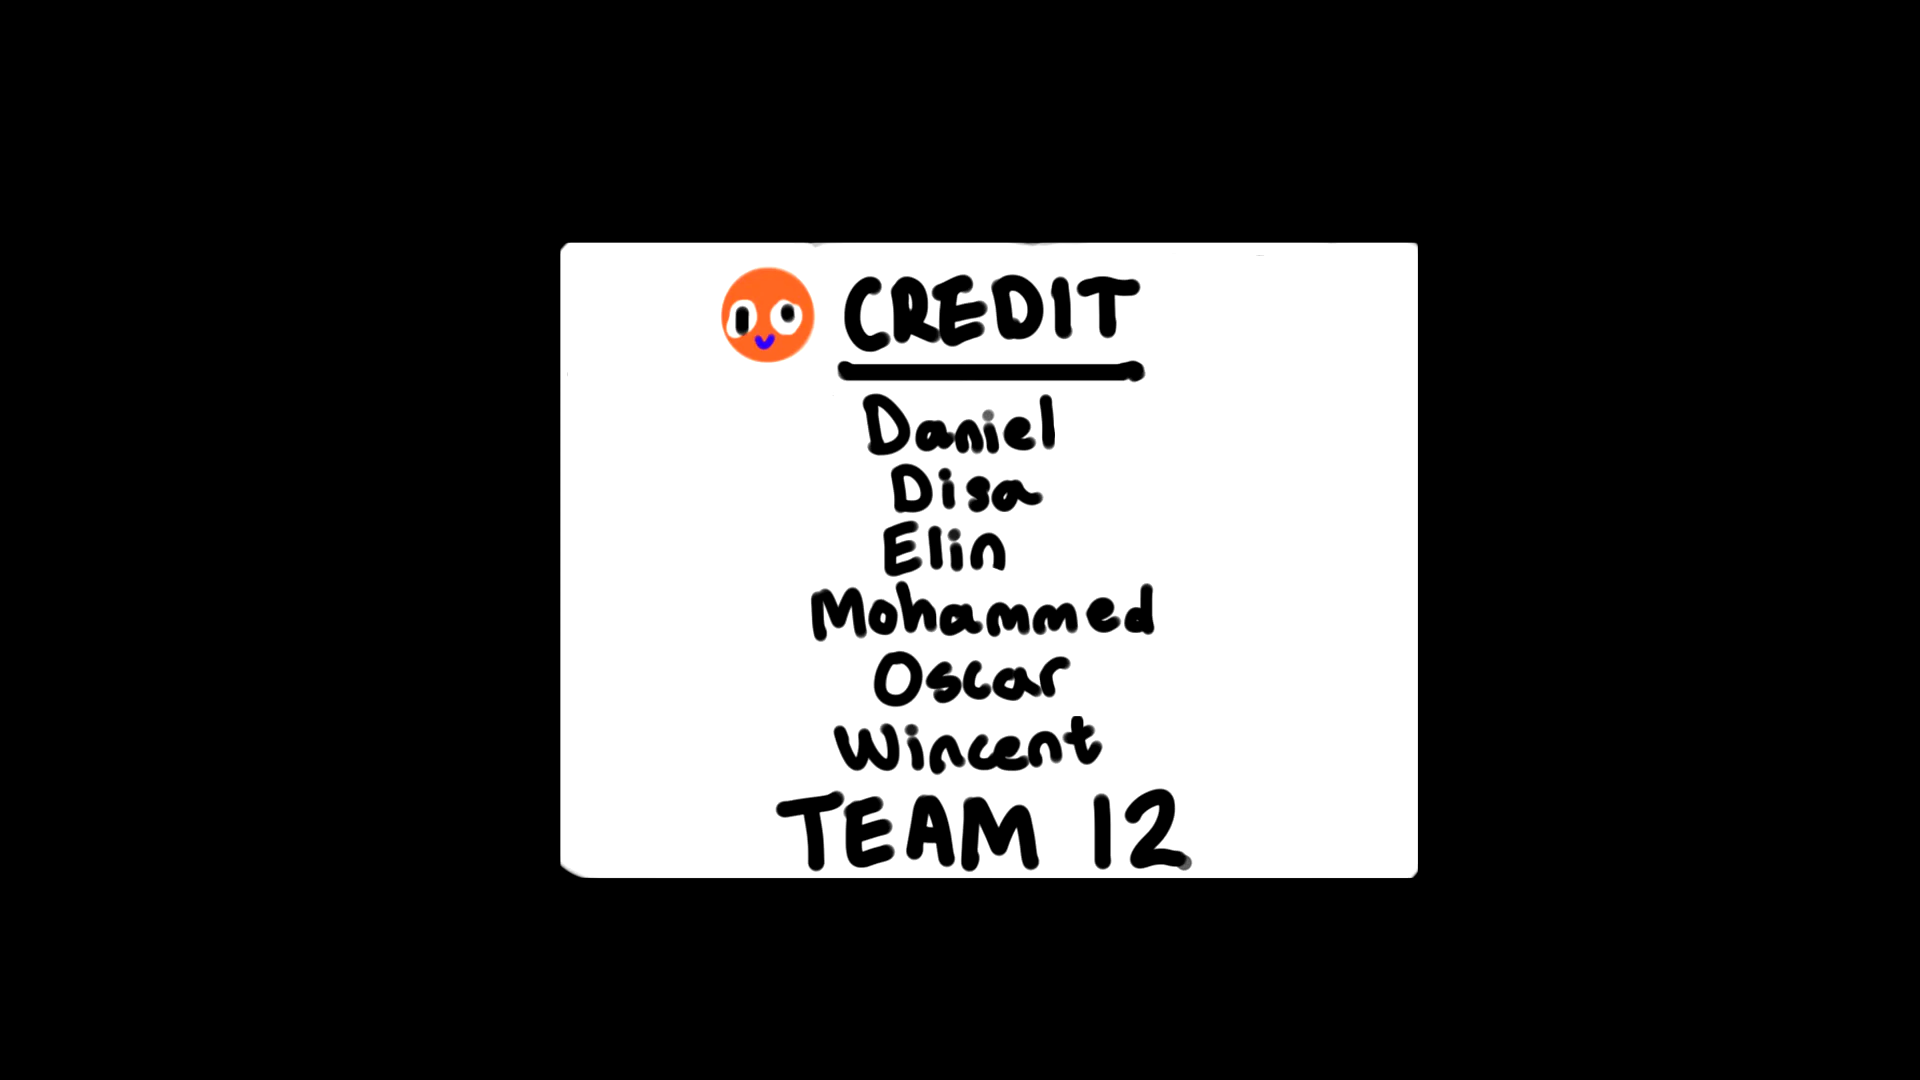 CREDIT
Daniel
Disa
Elin
Mohammed
Oscar
Wincent
TEAM 12